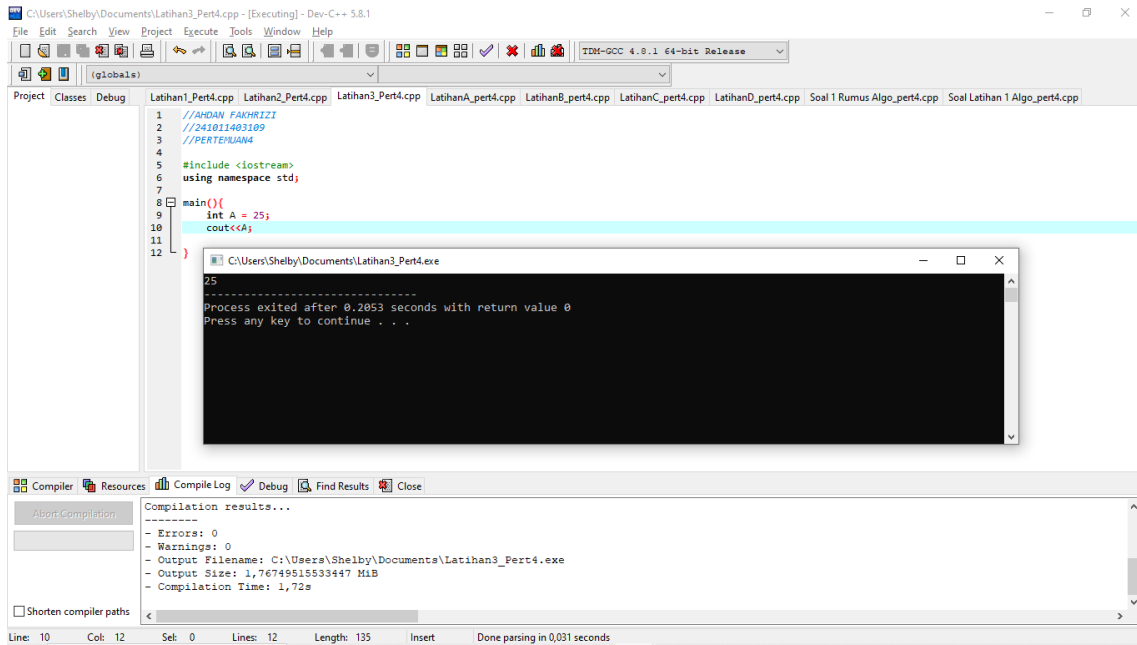 C:\Users\Shelby\Documents\Latihan3_Pert4.cpp - [Executing] - Dev-C++ 5.8.1
File Edit Search View Project Execute Tools Window Help
TDM-GCC 4.8.1 64-bit Release
(globals)
Project Classes Debug
Latihan1_Pert4.cpp Latihan2_Pert4.cpp Latihan3_Pert4.cpp LatihanA_pert4.cpp LatihanB_pert4.cpp LatihanC_pert4.cpp LatihanD_pert4.cpp Soal 1 Rumus Algo_pert4.cpp Soal Latihan 1 Algo_pert4.cpp
1 //AHDAN FAKHRIZI
2 //241011403109
3 //PERTEMUAN4
4
5 #include <iostream>
6 using namespace std;
7
8 main(){
9 int A = 25;
10 cout<<A;
11
12 }
C:\Users\Shelby\Documents\Latihan3_Pert4.exe
25
--------------------------------
Process exited after 0.2053 seconds with return value 0
Press any key to continue . . .
Compiler Resources Compile Log Debug Find Results Close
Abort Compilation
Compilation results...
--------
- Errors: 0
- Warnings: 0
- Output Filename: C:\Users\Shelby\Documents\Latihan3_Pert4.exe
- Output Size: 1,76749515533447 MiB
- Compilation Time: 1,72s
Shorten compiler paths
Line: 10 Col: 12 Sel: 0 Lines: 12 Length: 135 Insert Done parsing in 0,031 seconds